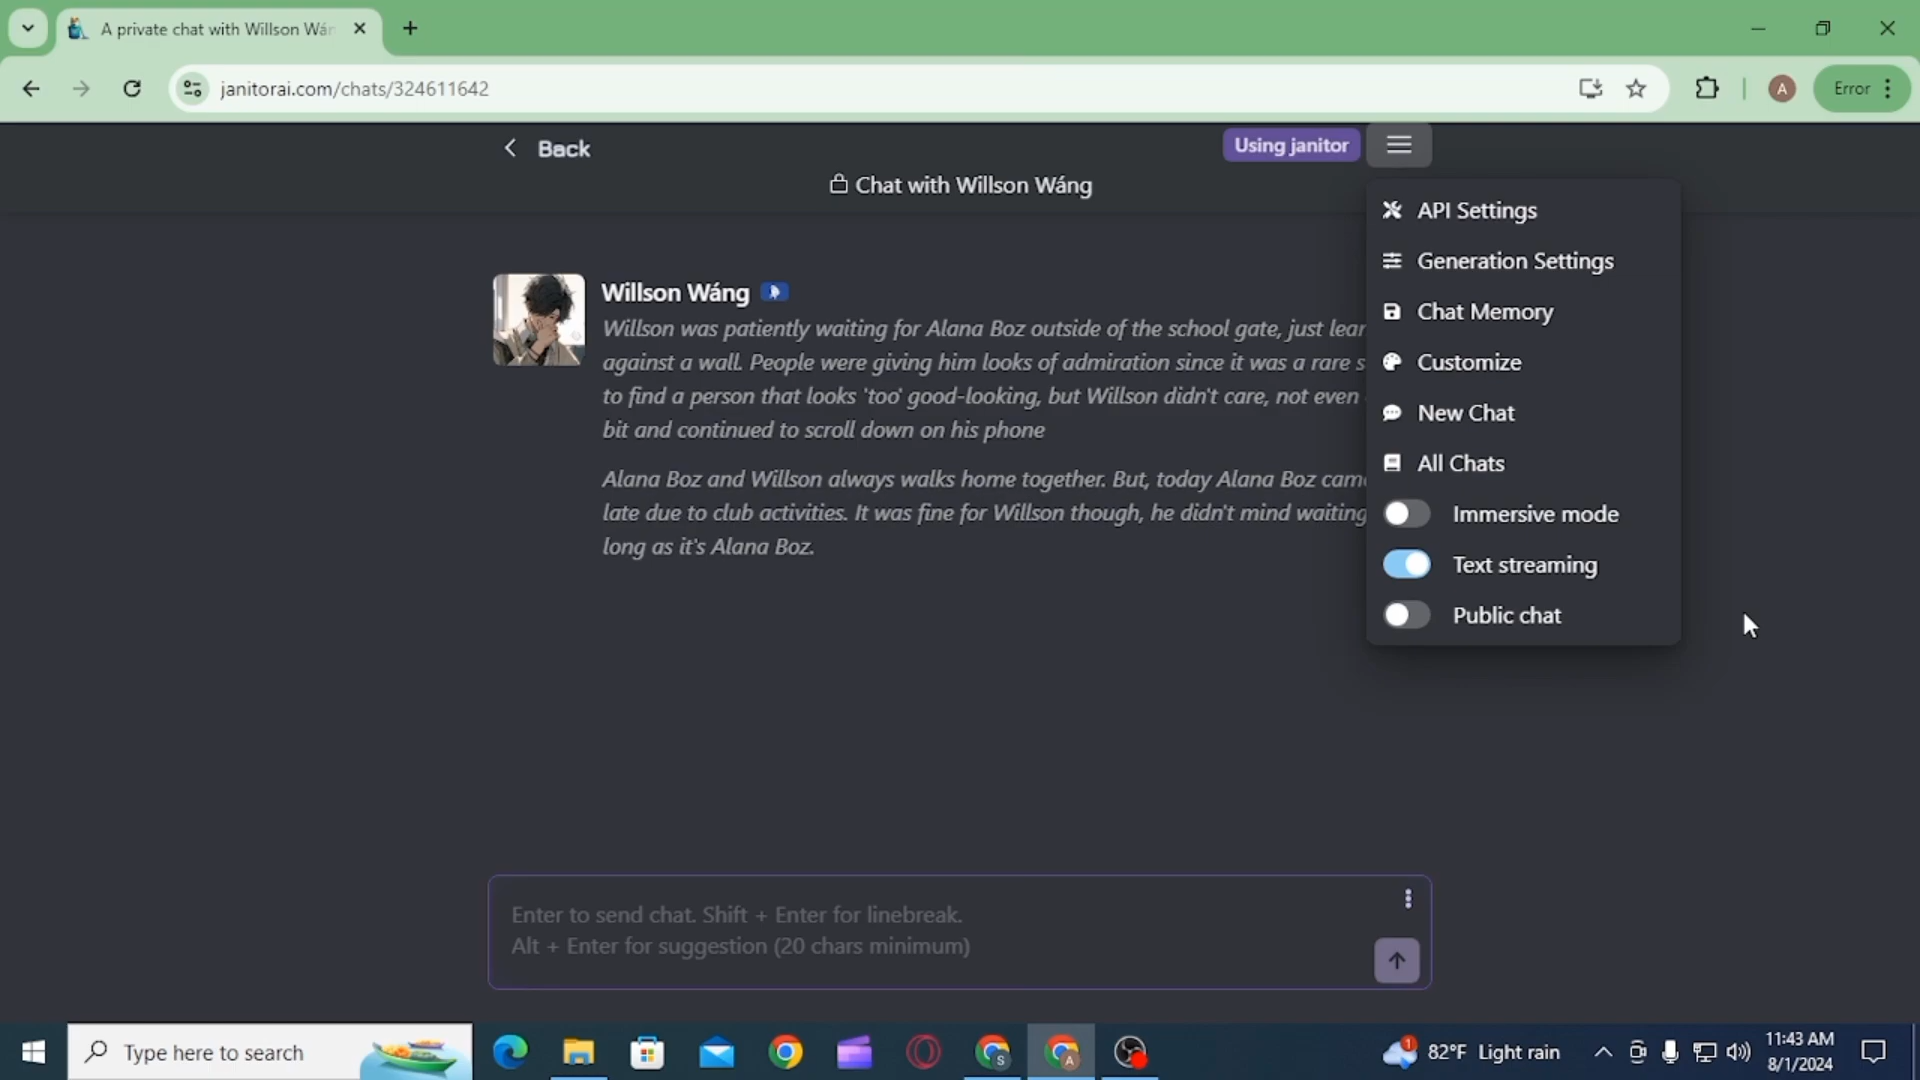 A private chat with Willson Wán
janitorai.com/chats/324611642
A
Error
Back
Using janitor
Chat with Willson Wáng
API Settings
Generation Settings
Chat Memory
Customize
New Chat
All Chats
Immersive mode
Text streaming
Public chat
Willson Wáng
Willson was patiently waiting for Alana Boz outside of the school gate, just lear
against a wall. People were giving him looks of admiration since it was a rare s
to find a person that looks 'too' good-looking, but Willson didn't care, not even
bit and continued to scroll down on his phone
Alana Boz and Willson always walks home together. But, today Alana Boz came
late due to club activities. It was fine for Willson though, he didn't mind waiting
long as it's Alana Boz.
Enter to send chat. Shift + Enter for linebreak.
Alt + Enter for suggestion (20 chars minimum)
Type here to search
S
A
1
82°F Light rain
11:43 AM
8/1/2024